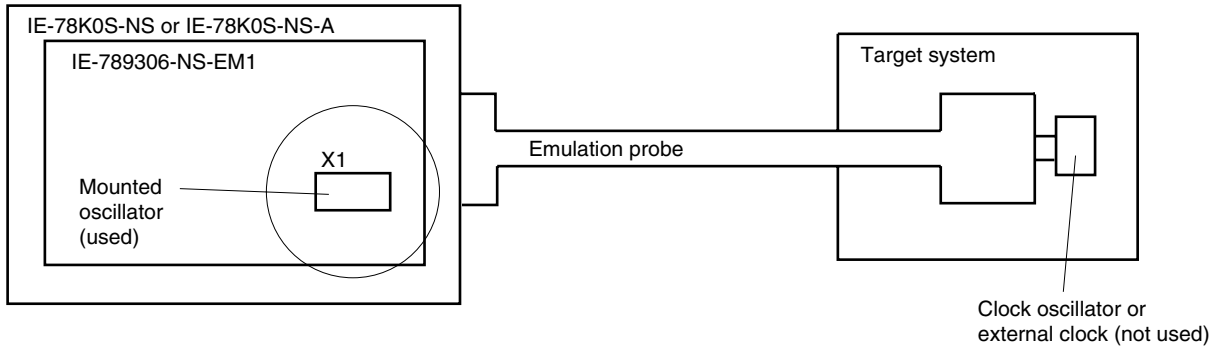 IE-78K0S-NS or IE-78K0S-NS-A
IE-789306-NS-EM1
X1
Mounted
oscillator
(used)
Emulation probe
Target system
Clock oscillator or
external clock (not used)